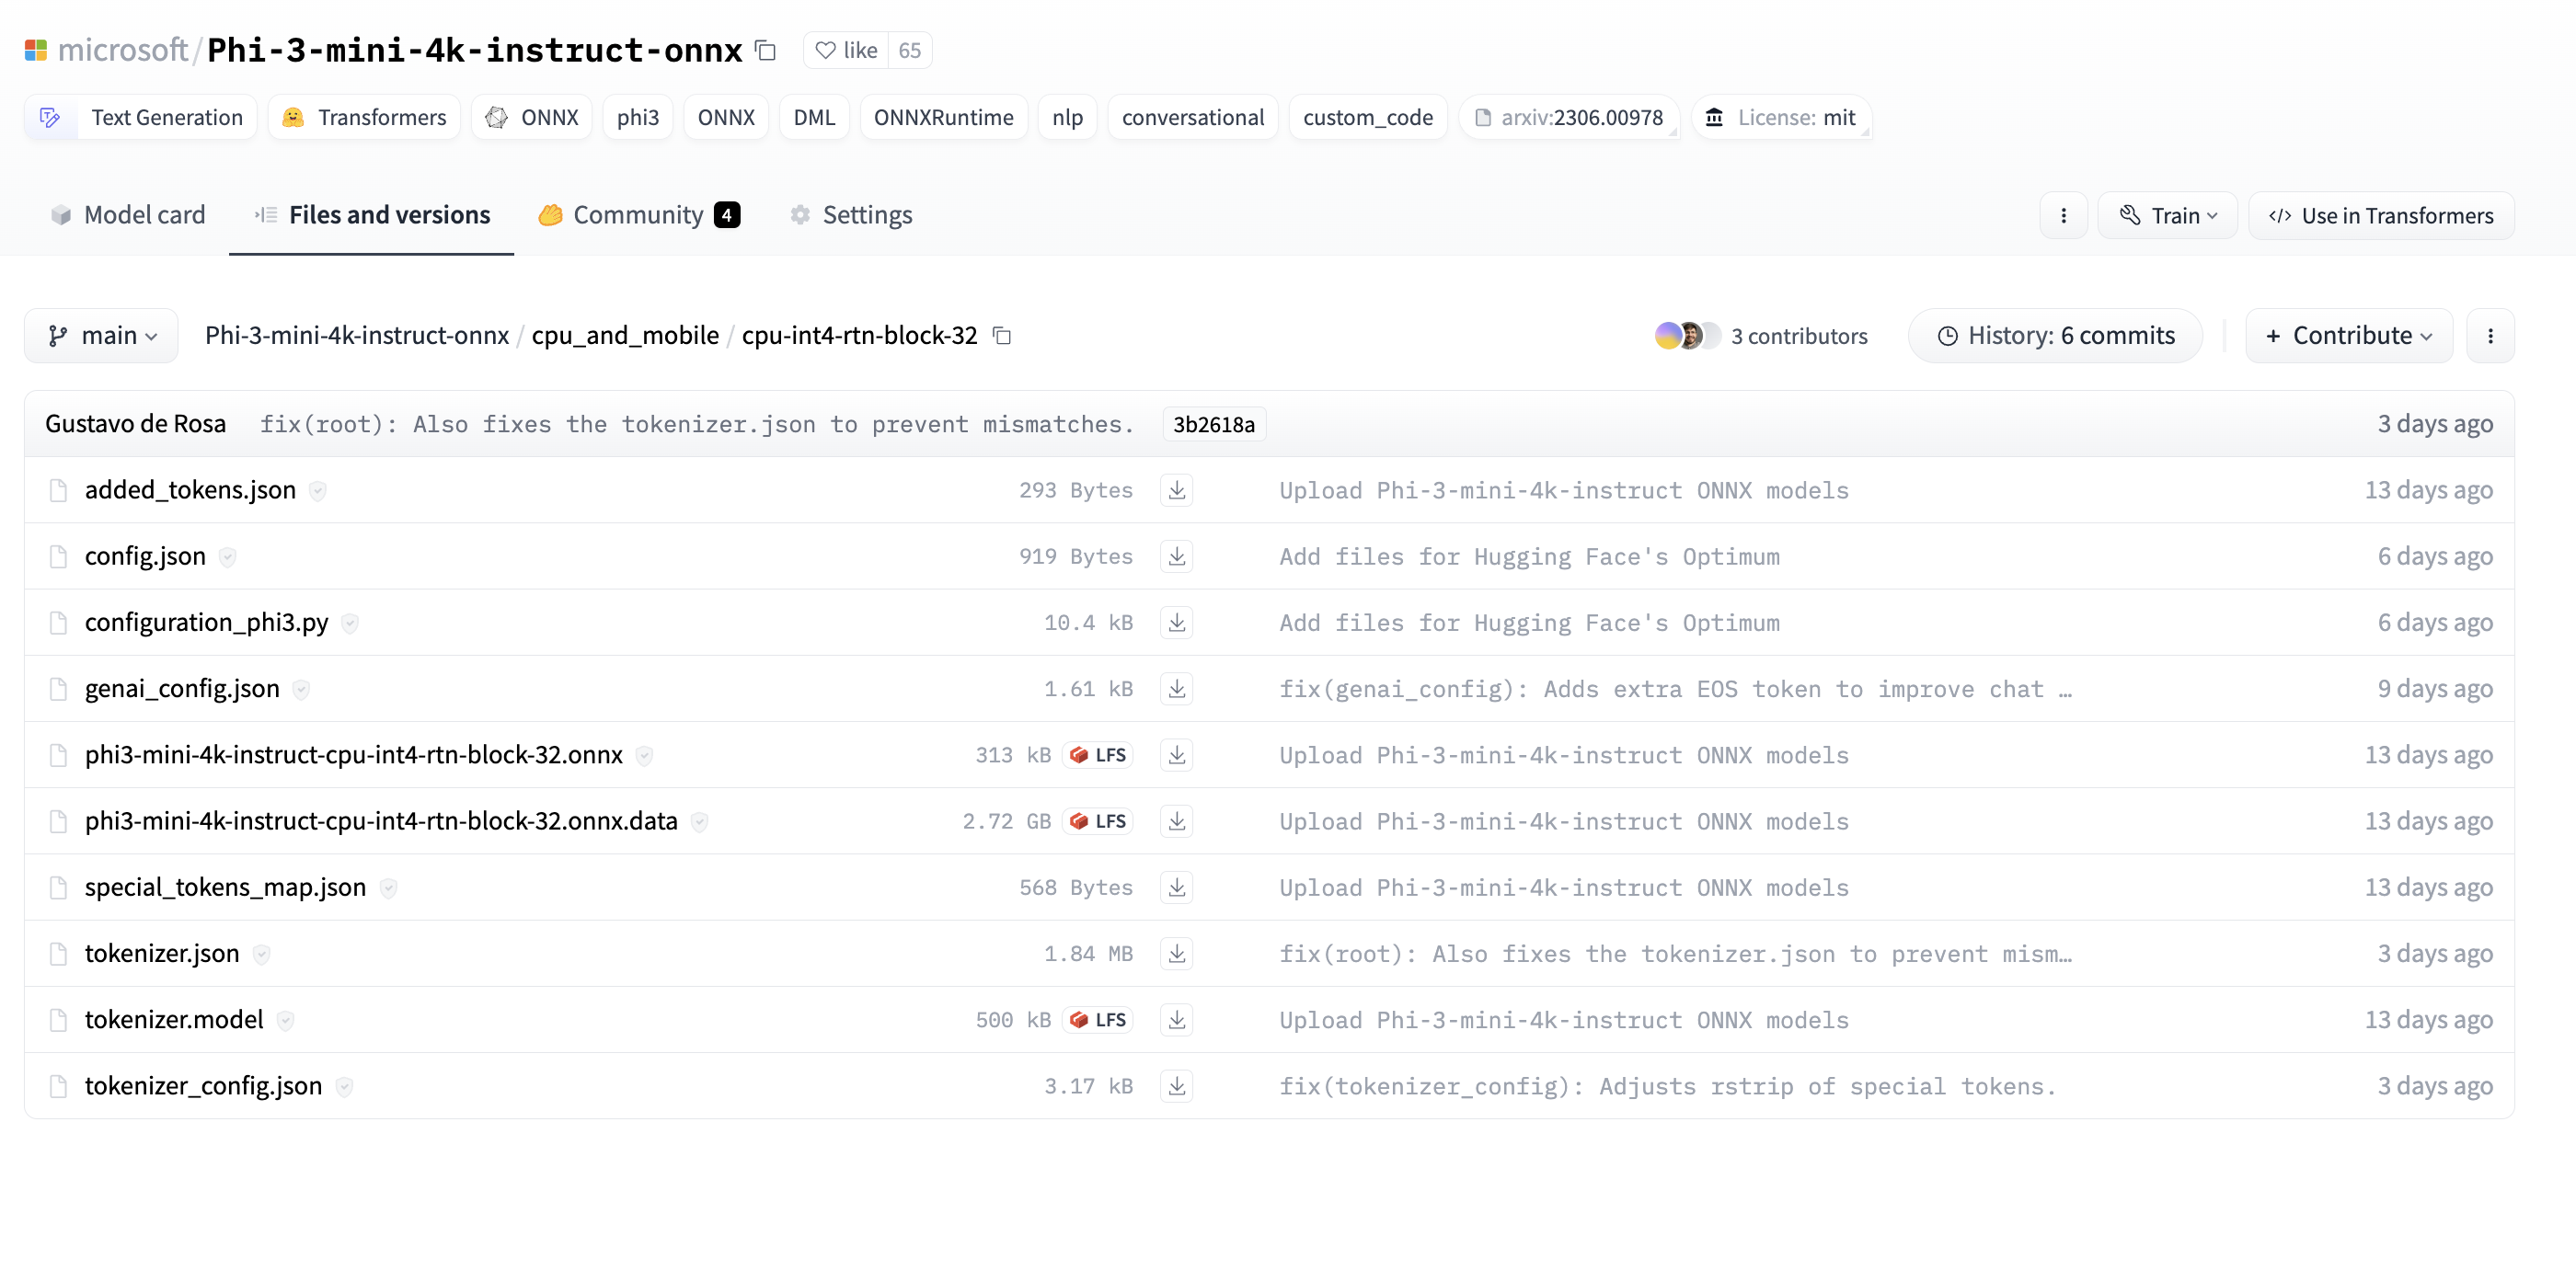 microsoft/Phi-3-mini-4k-instruct-onnx like 65
Text Generation Transformers ONNX phi3 ONNX DML ONNXRuntime nlp conversational custom_code arxiv:2306.00978 License: mit
Model card Files and versions Community 4 Settings Train </> Use in Transformers
main Phi-3-mini-4k-instruct-onnx / cpu_and_mobile / cpu-int4-rtn-block-32 3 contributors History: 6 commits + Contribute
Gustavo de Rosa fix(root): Also fixes the tokenizer.json to prevent mismatches. 3b2618a 3 days ago
added_tokens.json 293 Bytes Upload Phi-3-mini-4k-instruct ONNX models 13 days ago
config.json 919 Bytes Add files for Hugging Face's Optimum 6 days ago
configuration_phi3.py 10.4 kB Add files for Hugging Face's Optimum 6 days ago
genai_config.json 1.61 kB fix(genai_config): Adds extra EOS token to improve chat … 9 days ago
phi3-mini-4k-instruct-cpu-int4-rtn-block-32.onnx 313 kB LFS Upload Phi-3-mini-4k-instruct ONNX models 13 days ago
phi3-mini-4k-instruct-cpu-int4-rtn-block-32.onnx.data 2.72 GB LFS Upload Phi-3-mini-4k-instruct ONNX models 13 days ago
special_tokens_map.json 568 Bytes Upload Phi-3-mini-4k-instruct ONNX models 13 days ago
tokenizer.json 1.84 MB fix(root): Also fixes the tokenizer.json to prevent mism… 3 days ago
tokenizer.model 500 kB LFS Upload Phi-3-mini-4k-instruct ONNX models 13 days ago
tokenizer_config.json 3.17 kB fix(tokenizer_config): Adjusts rstrip of special tokens. 3 days ago